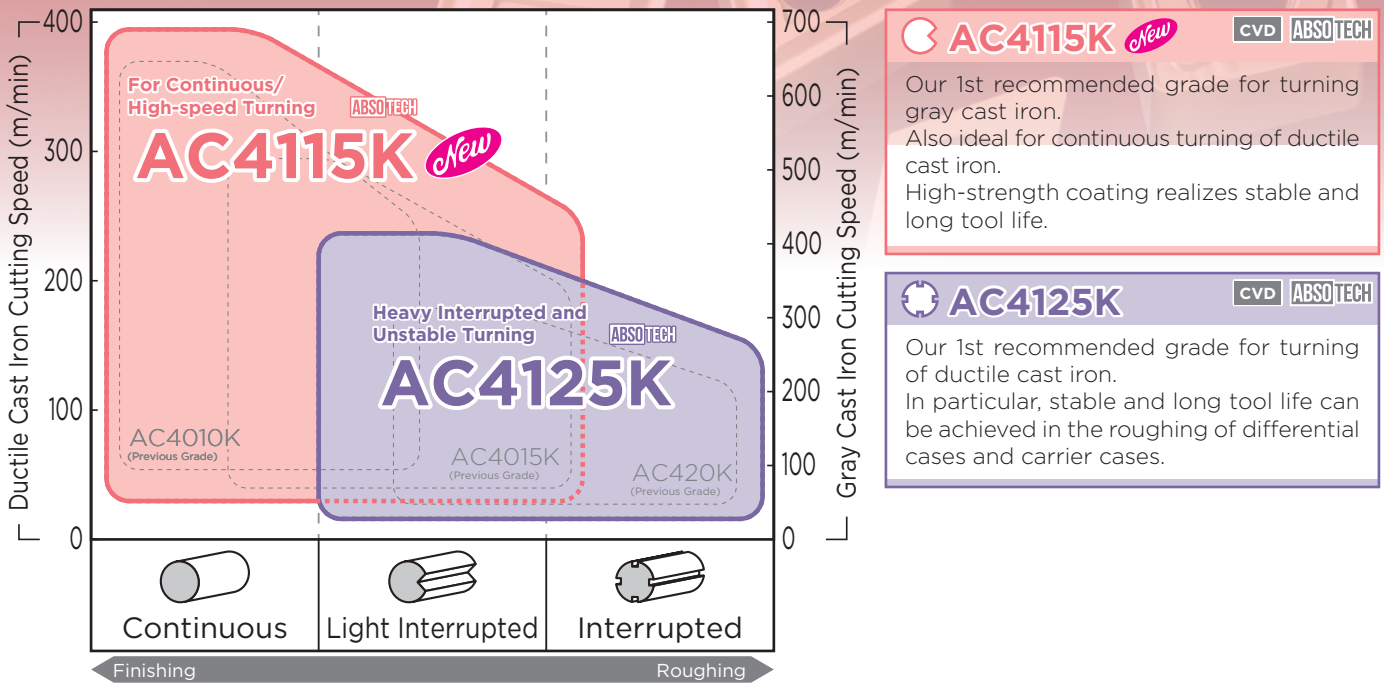 Ductile Cast Iron Cutting Speed (m/min)
400
300
200
100
0
For Continuous/
High-speed Turning
ABSOTECH
AC4115K New
Heavy Interrupted and
Unstable Turning
ABSOTECH
AC4125K
AC4010K
(Previous Grade)
AC4015K
(Previous Grade)
AC420K
(Previous Grade)
700
600
500
400
300
200
100
0
Gray Cast Iron Cutting Speed (m/min)
Continuous
Light Interrupted
Interrupted
Finishing
Roughing
AC4115K New CVD ABSOTECH
Our 1st recommended grade for turning
gray cast iron.
Also ideal for continuous turning of ductile
cast iron.
High-strength coating realizes stable and
long tool life.
AC4125K CVD ABSOTECH
Our 1st recommended grade for turning
of ductile cast iron.
In particular, stable and long tool life can
be achieved in the roughing of differential
cases and carrier cases.